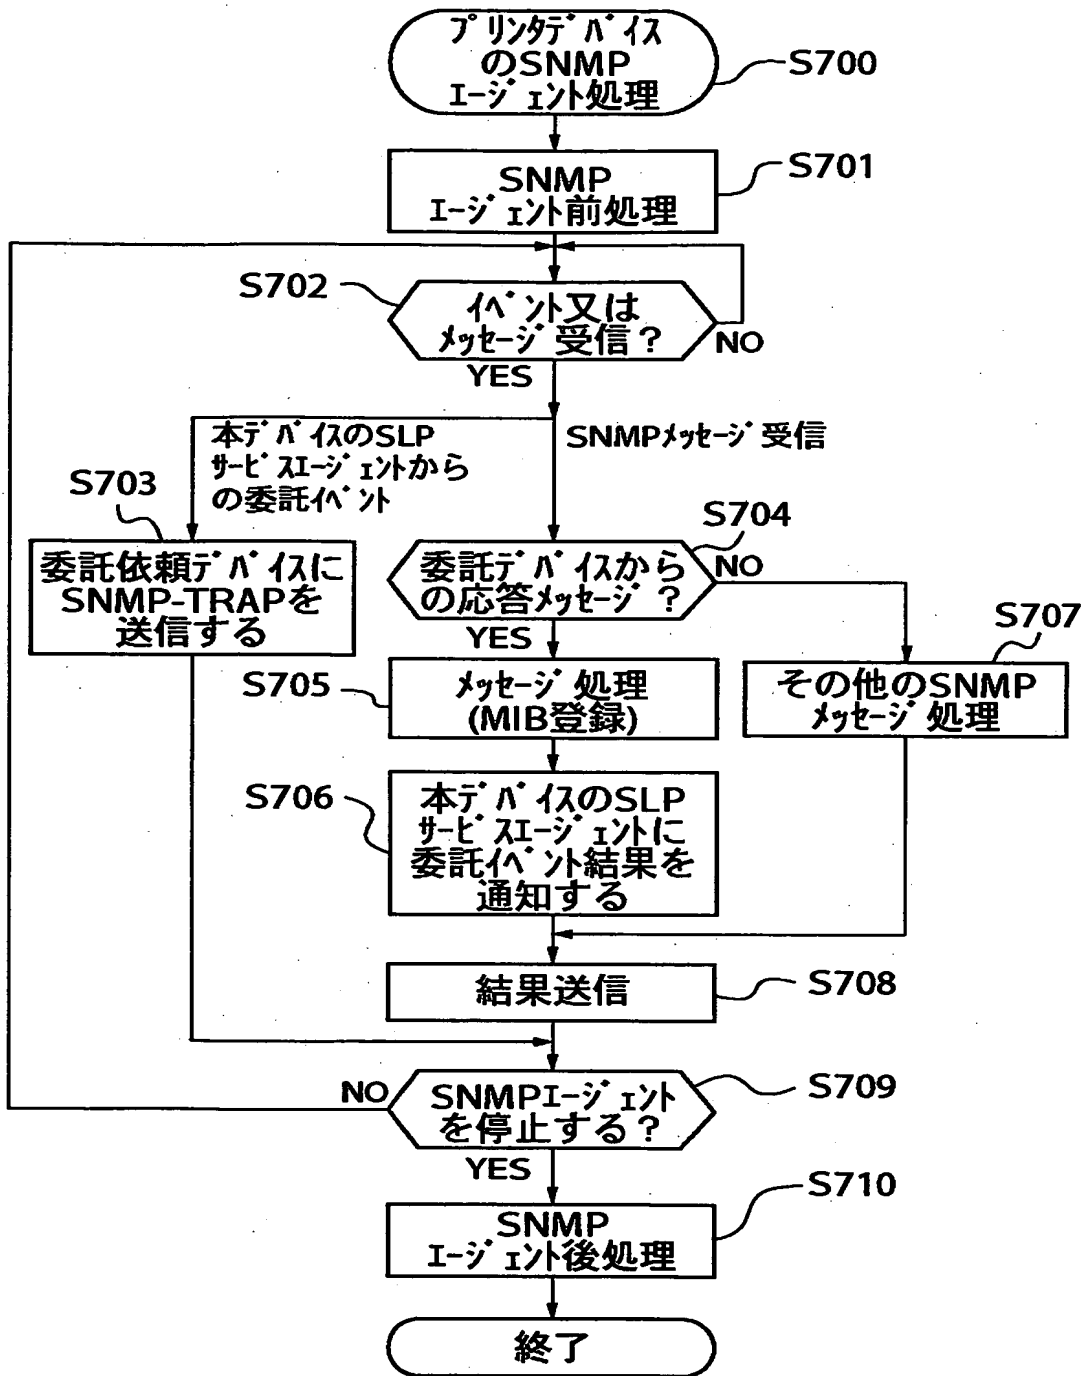 プリンタデバイス
のSNMP
エージェント処理
S700
SNMP
エージェント前処理
S701
S702
イベント又は
メッセージ受信?
NO
YES
本デバイスのSLP
サービスエージェントから
の委託イベント
SNMPメッセージ受信
S703
委託依頼デバイスに
SNMP-TRAPを
送信する
S704
委託デバイスから
の応答メッセージ?
NO
YES
S705
メッセージ処理
(MIB登録)
S707
その他のSNMP
メッセージ処理
S706
本デバイスのSLP
サービスエージェントに
委託イベント結果を
通知する
結果送信
S708
NO
SNMPエージェント
を停止する?
S709
YES
SNMP
エージェント後処理
S710
終了